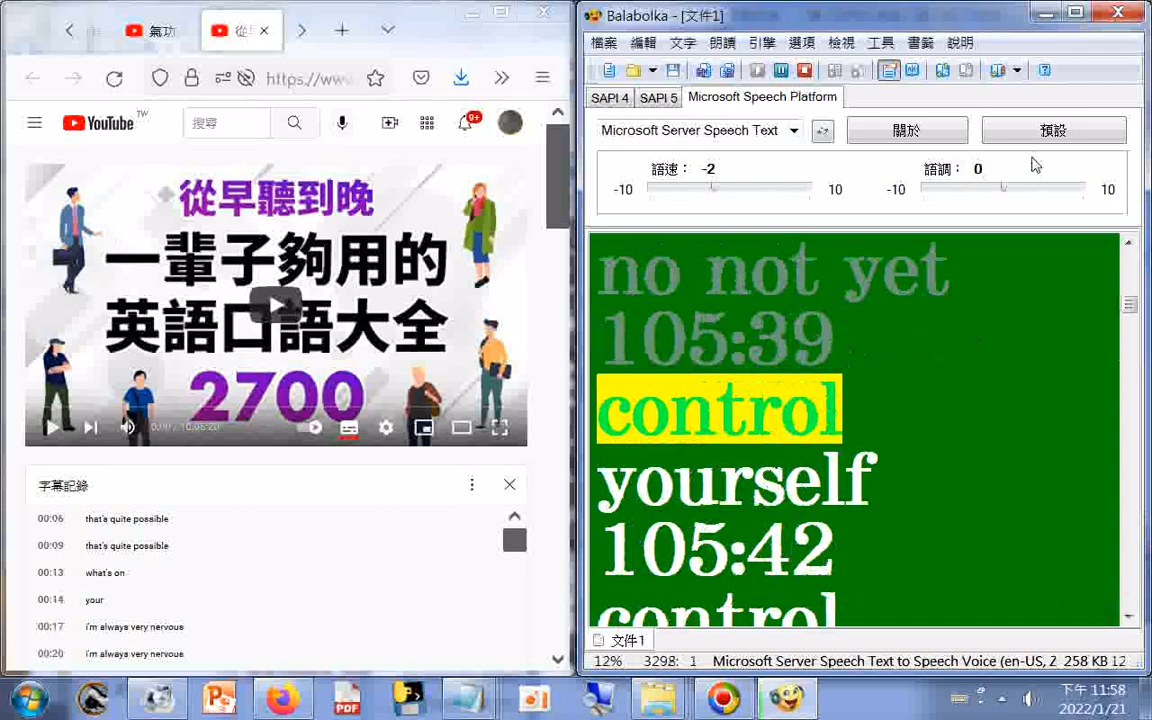 氣功
從
https://www
YouTube TW
搜尋
9+
從早聽到晚
一輩子夠用的
英語口語大全
2700
字幕記錄
00:06 that's quite possible
00:09 that's quite possible
00:13 what's on
00:14 your
00:17 i'm always very nervous
00:20 i'm always very nervous
Balabolka - [文件1]
檔案 編輯 文字 朗讀 引擎 選項 檢視 工具 書籤 說明
SAPI 4 SAPI 5 Microsoft Speech Platform
Microsoft Server Speech Text 關於 預設
語速： -2 語調： 0
-10 10 -10 10
no not yet
105:39
control
yourself
105:42
control
文件1
12% 3298: 1 Microsoft Server Speech Text to Speech Voice (en-US, Z 258 KB 12
PDF
下午 11:58
2022/1/21